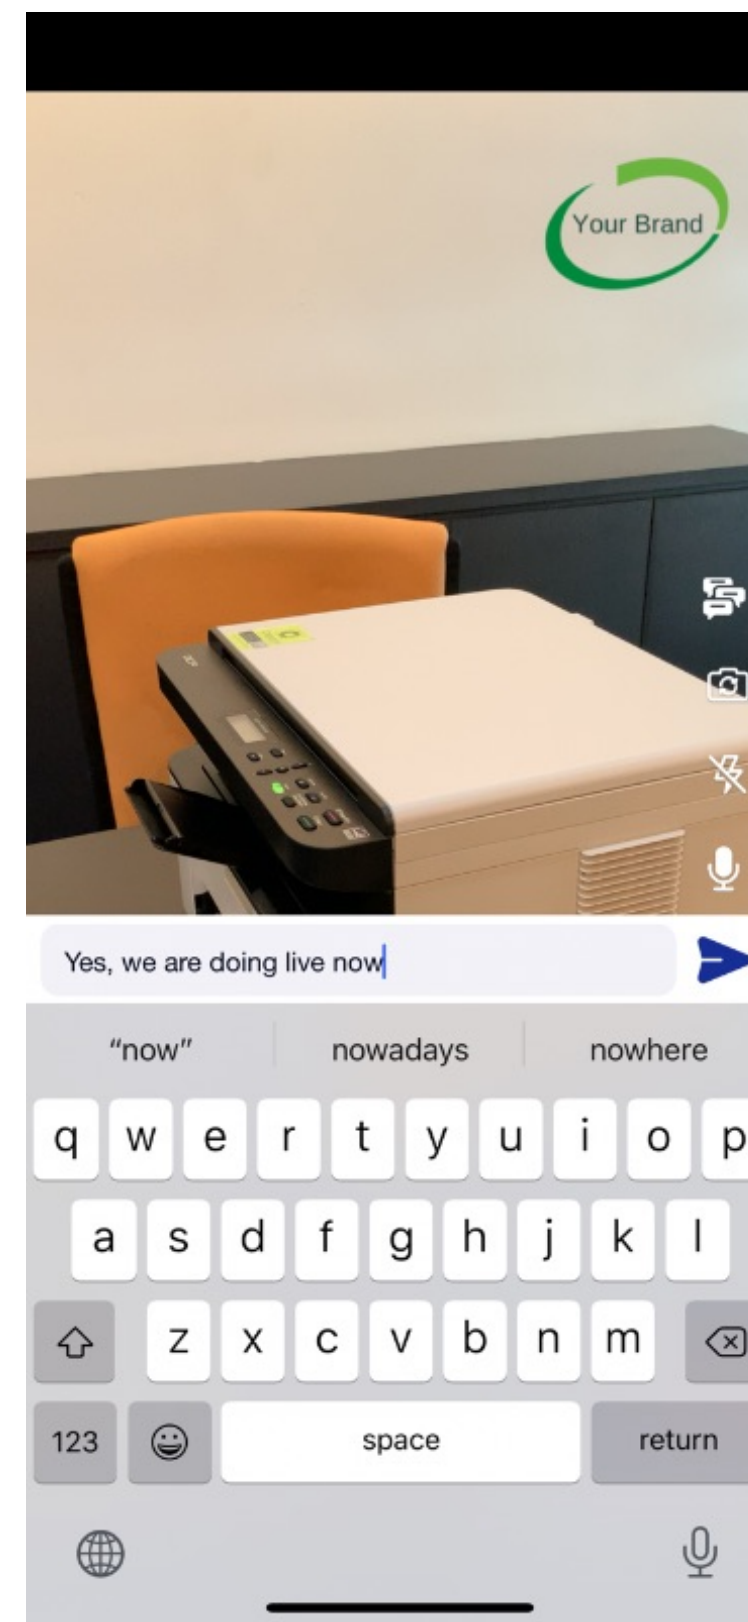 Your Brand
Yes, we are doing live now
“now”
nowadays
nowhere
q w e r t y u i o p
a s d f g h j k l
z x c v b n m
123
space
return